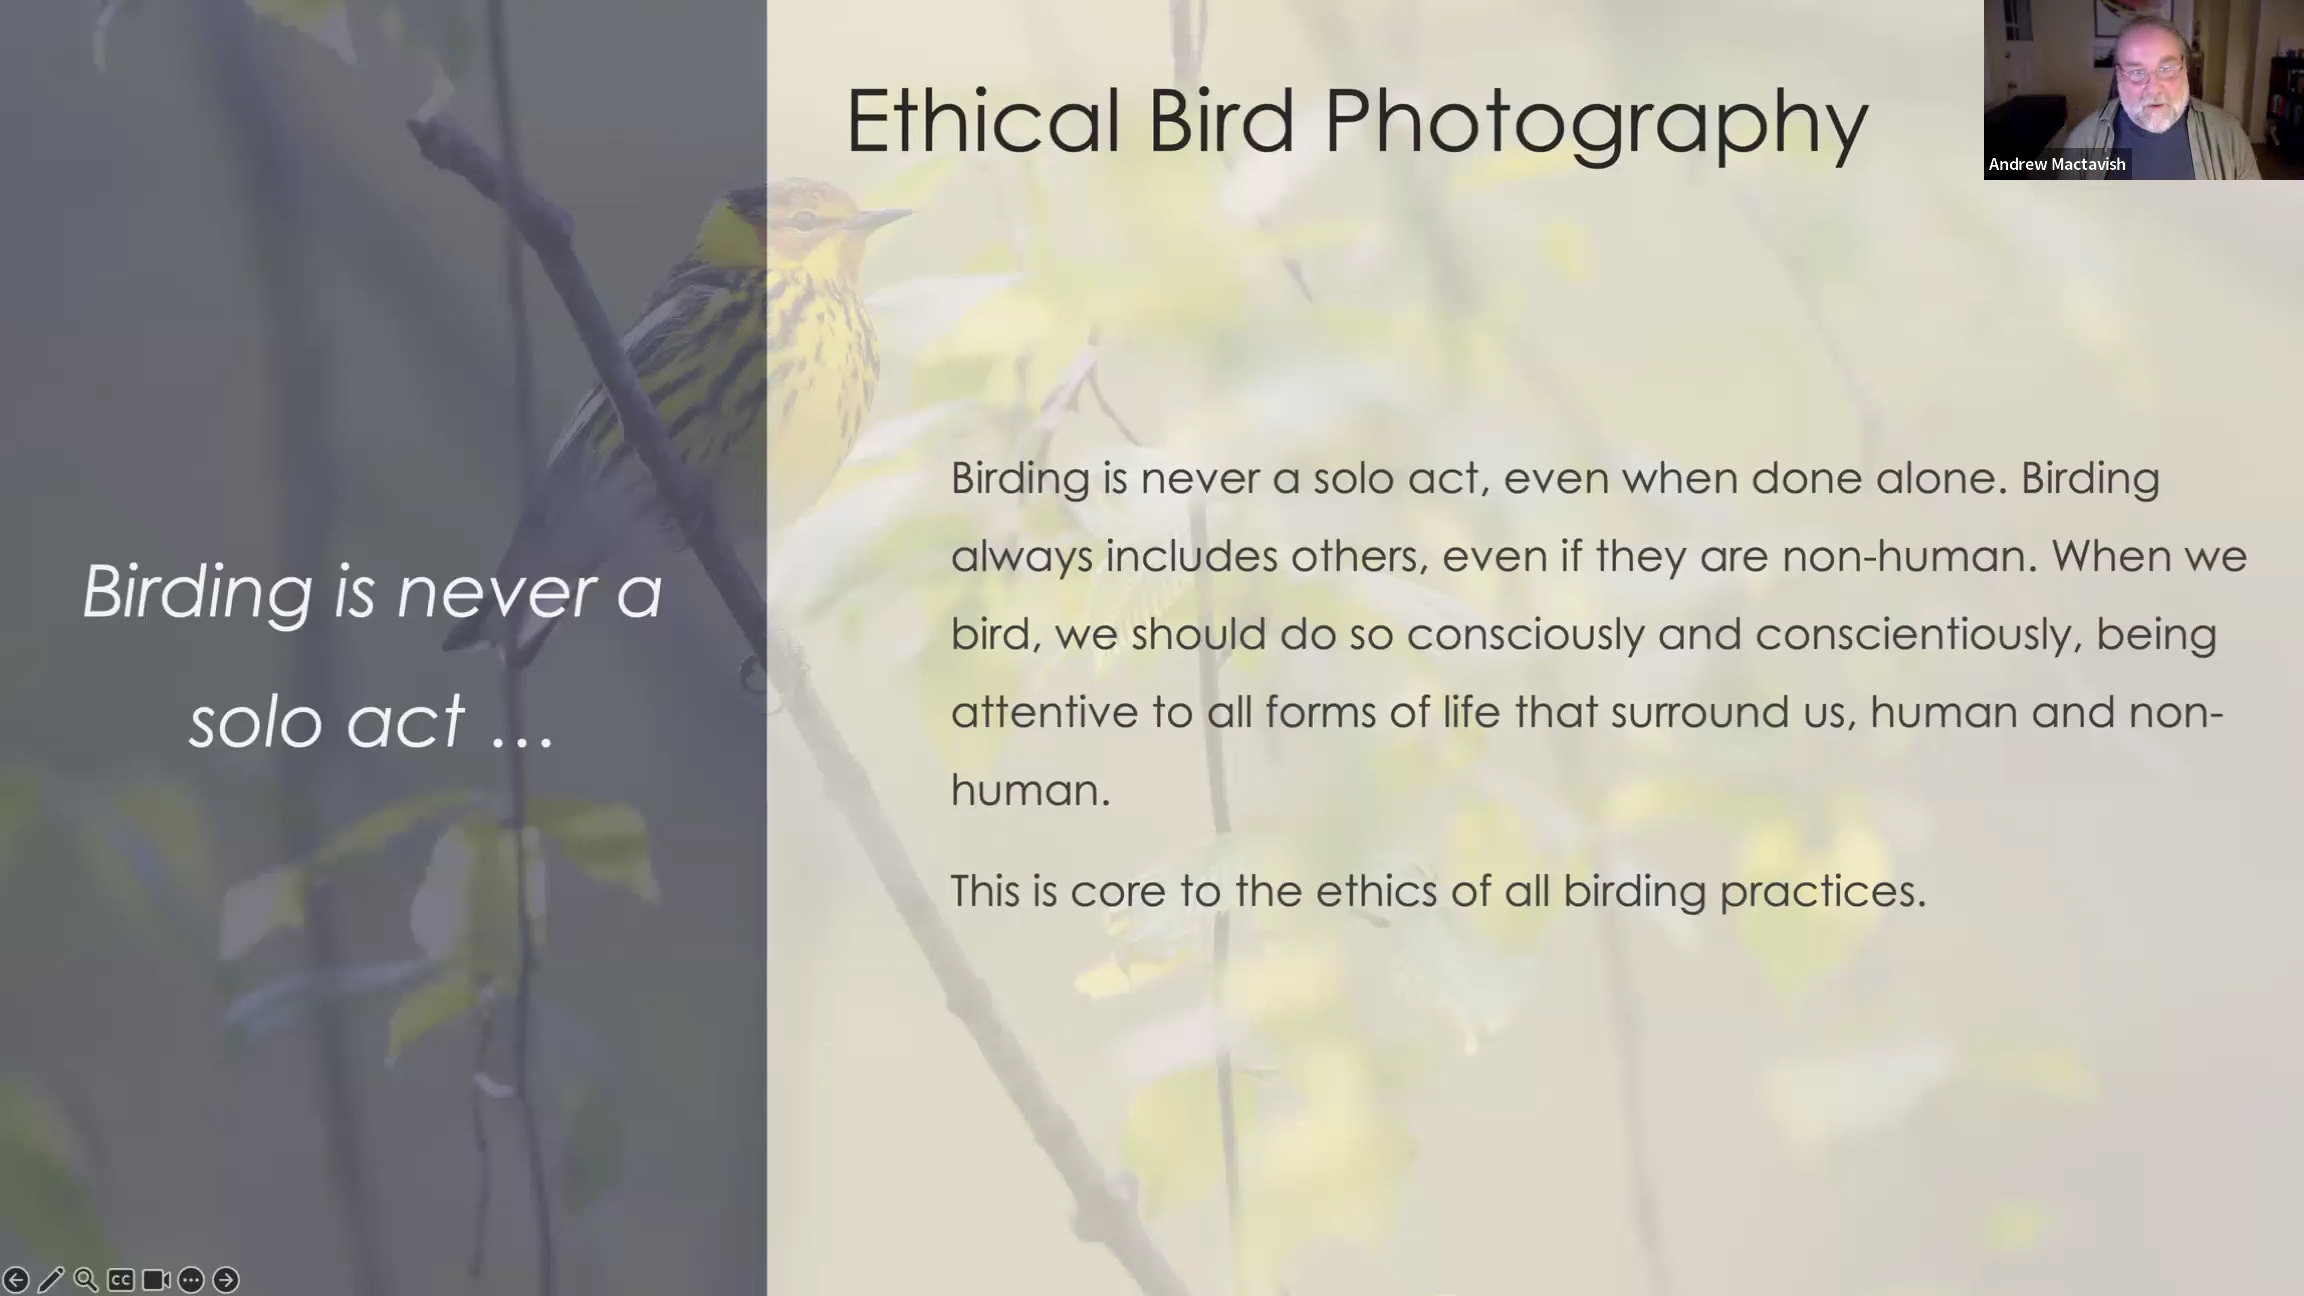 Ethical Bird Photography
Andrew Mactavish
Birding is never a
solo act ...
Birding is never a solo act, even when done alone. Birding
always includes others, even if they are non-human. When we
bird, we should do so consciously and conscientiously, being
attentive to all forms of life that surround us, human and non-
human.
This is core to the ethics of all birding practices.
CC